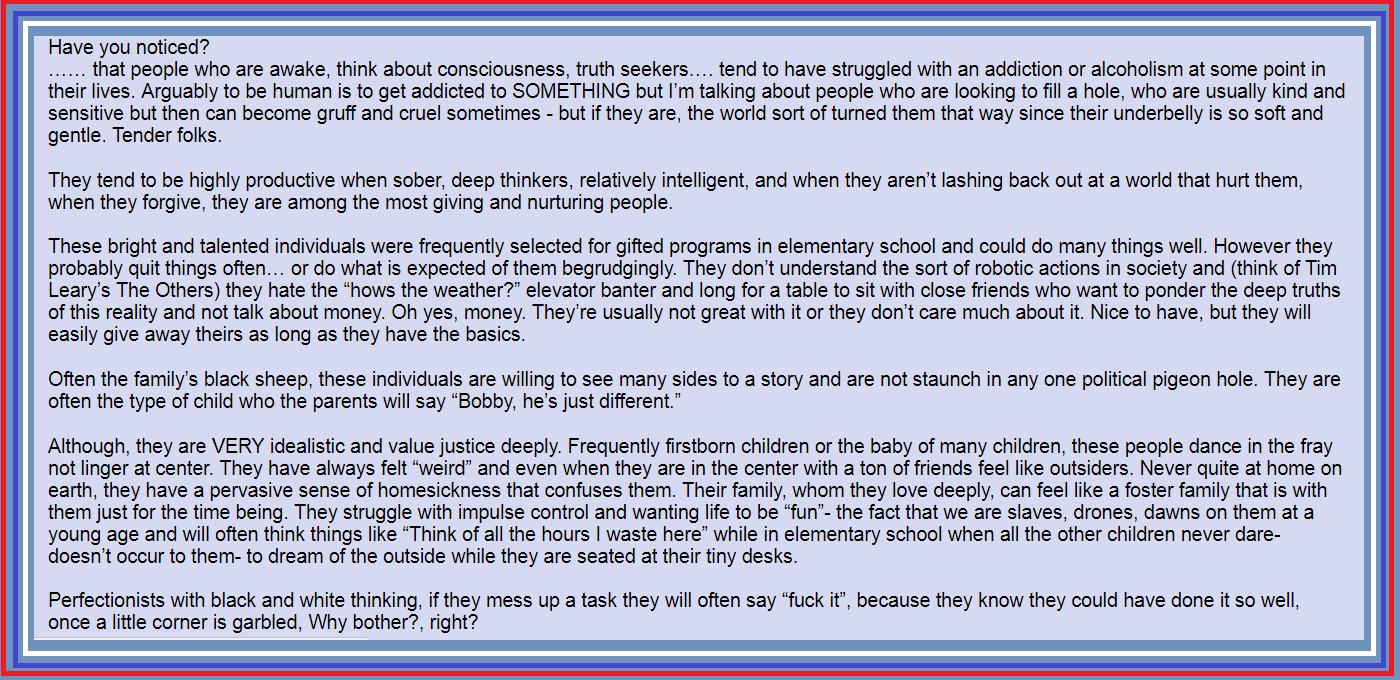 Have you noticed?
…… that people who are awake, think about consciousness, truth seekers…. tend to have struggled with an addiction or alcoholism at some point in
their lives. Arguably to be human is to get addicted to SOMETHING but I’m talking about people who are looking to fill a hole, who are usually kind and
sensitive but then can become gruff and cruel sometimes - but if they are, the world sort of turned them that way since their underbelly is so soft and
gentle. Tender folks.

They tend to be highly productive when sober, deep thinkers, relatively intelligent, and when they aren’t lashing back out at a world that hurt them,
when they forgive, they are among the most giving and nurturing people.

These bright and talented individuals were frequently selected for gifted programs in elementary school and could do many things well. However they
probably quit things often… or do what is expected of them begrudgingly. They don’t understand the sort of robotic actions in society and (think of Tim
Leary’s The Others) they hate the “hows the weather?” elevator banter and long for a table to sit with close friends who want to ponder the deep truths
of this reality and not talk about money. Oh yes, money. They’re usually not great with it or they don’t care much about it. Nice to have, but they will
easily give away theirs as long as they have the basics.

Often the family’s black sheep, these individuals are willing to see many sides to a story and are not staunch in any one political pigeon hole. They are
often the type of child who the parents will say “Bobby, he’s just different.”

Although, they are VERY idealistic and value justice deeply. Frequently firstborn children or the baby of many children, these people dance in the fray
not linger at center. They have always felt “weird” and even when they are in the center with a ton of friends feel like outsiders. Never quite at home on
earth, they have a pervasive sense of homesickness that confuses them. Their family, whom they love deeply, can feel like a foster family that is with
them just for the time being. They struggle with impulse control and wanting life to be “fun”- the fact that we are slaves, drones, dawns on them at a
young age and will often think things like “Think of all the hours I waste here” while in elementary school when all the other children never dare-
doesn’t occur to them- to dream of the outside while they are seated at their tiny desks.

Perfectionists with black and white thinking, if they mess up a task they will often say “fuck it”, because they know they could have done it so well,
once a little corner is garbled, Why bother?, right?